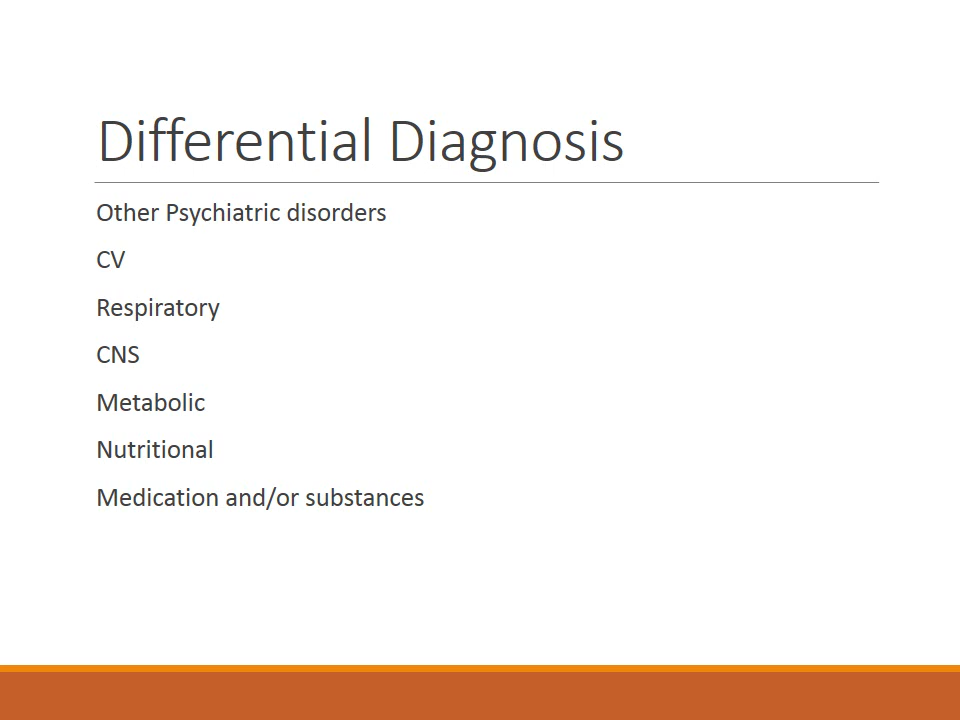 Differential Diagnosis
Other Psychiatric disorders
CV
Respiratory
CNS
Metabolic
Nutritional
Medication and/or substances